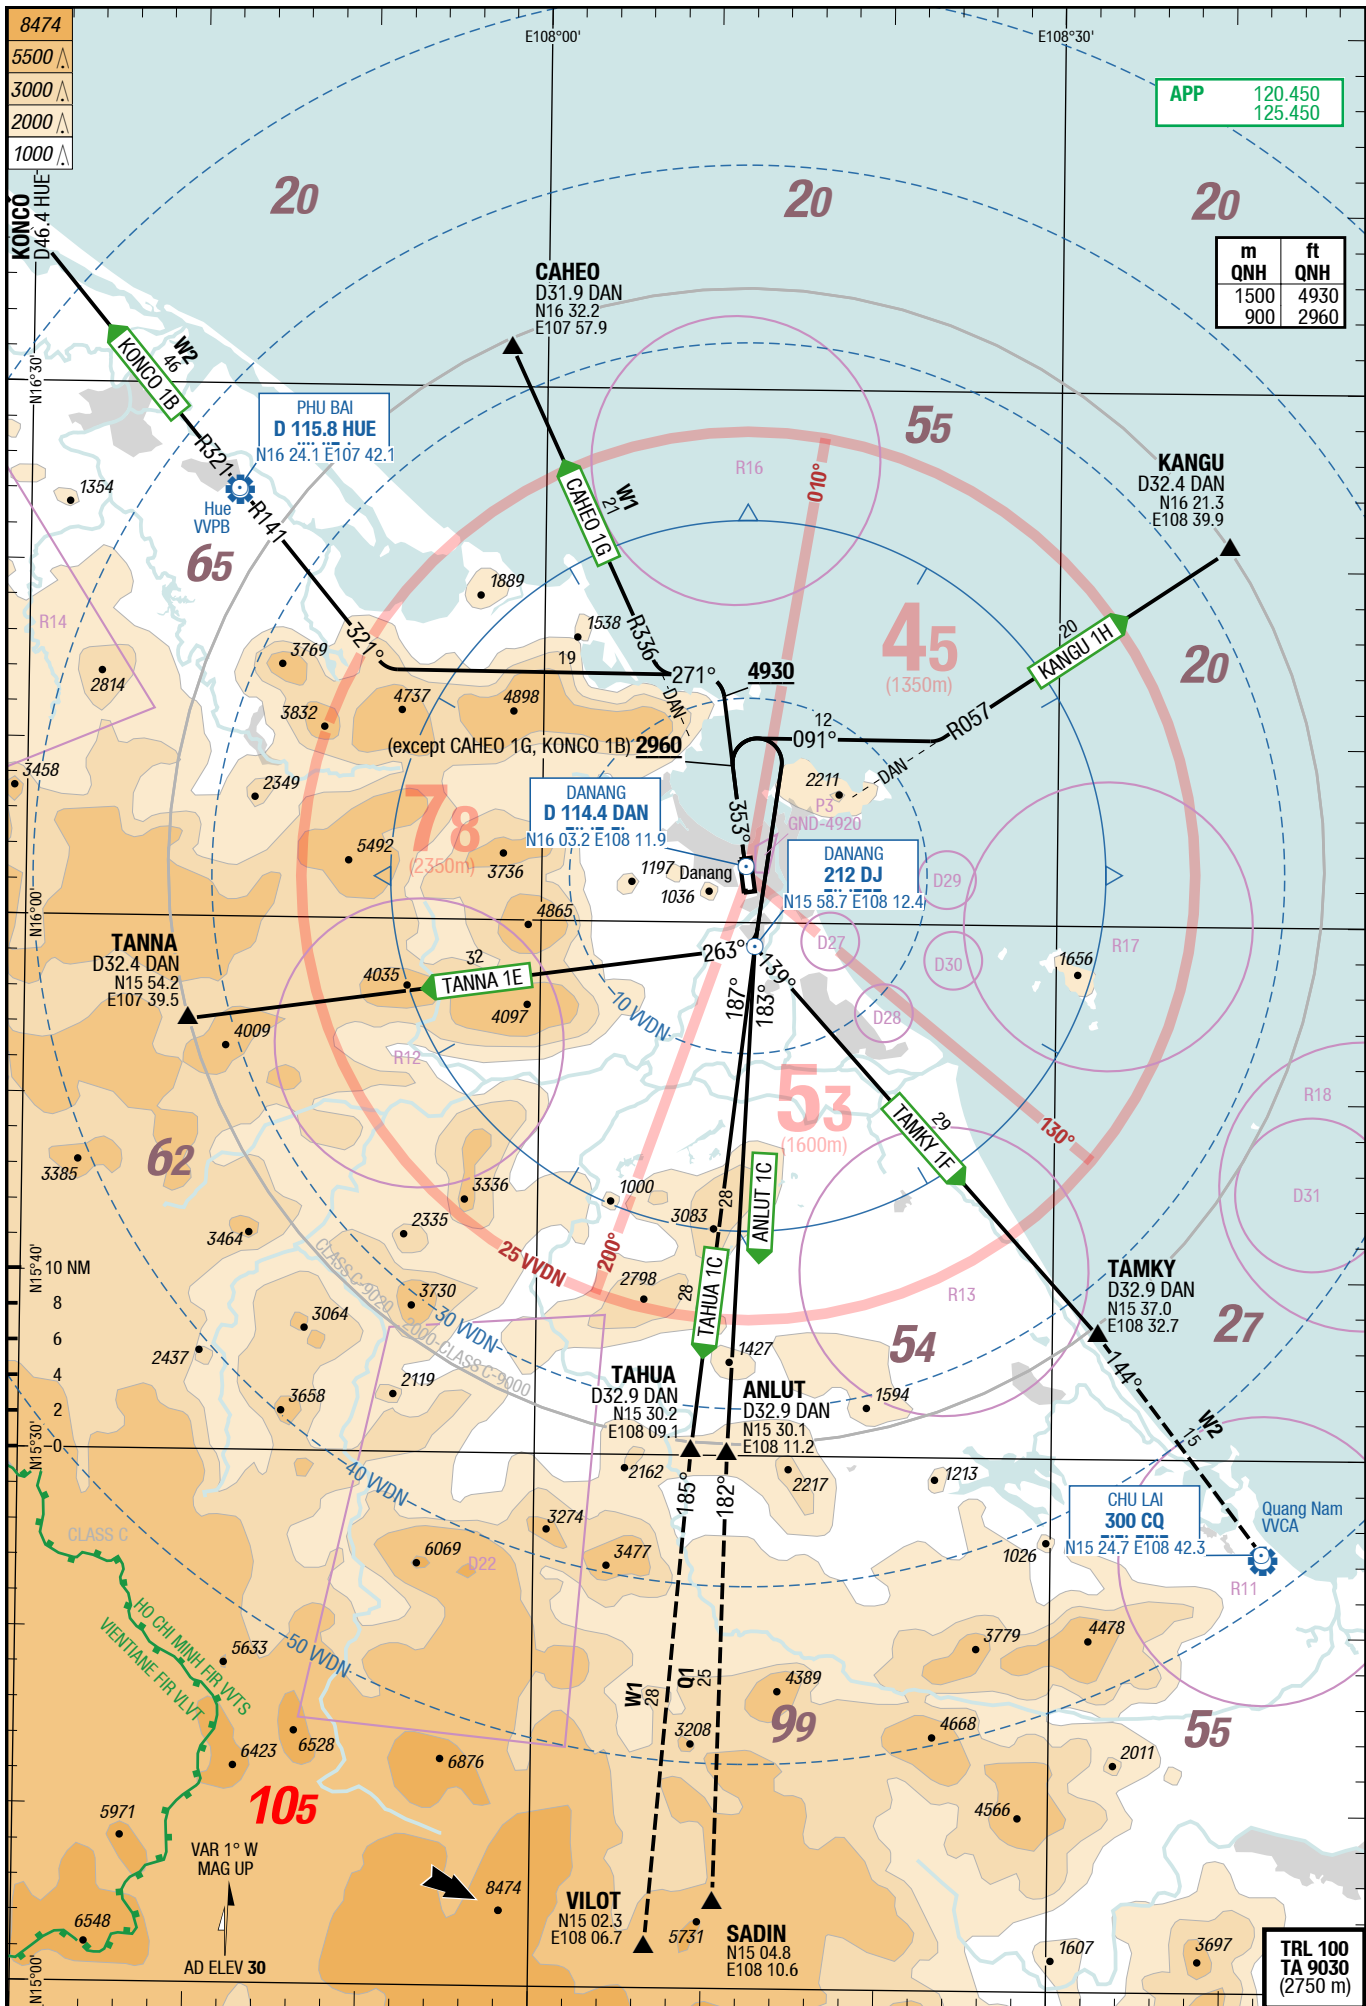 8474
5500
3000
2000
1000
E108°00'
E108°30'
APP 120.450
125.450
20
20
20
KONCO
D46.4 HUE
m ft
QNH QNH
1500 4930
900 2960
CAHEO
D31.9 DAN
N16 32.2
E107 57.9
W2
46
KONCO 1B
N16°30'
PHU BAI
D 115.8 HUE
N16 24.1 E107 42.1
R321
R141
Hue
VVPB
1354
65
W1
21
CAHEO 1G
R336
R16
010°
55
KANGU
D32.4 DAN
N16 21.3
E108 39.9
R14
1889
1538
3769
2814
321°
19
271°
4930
DAN
45
(1350m)
20
KANGU 1H
20
3832
4737
4898
(except CAHEO 1G, KONCO 1B) 2960
12
091°
R057
DAN
3458
2349
78
(2350m)
5492
3736
DANANG
D 114.4 DAN
N16 03.2 E108 11.9
353°
2211
P3
GND-4920
DANANG
212 DJ
N15 58.7 E108 12.4
1197
1036
Danang
D29
N16°00'
4865
TANNA
D32.4 DAN
N15 54.2
E107 39.5
4035
32
TANNA 1E
263°
D27
D30
R17
1656
4097
4009
10 VVDN
187°
183°
139°
D28
R12
53
(1600m)
29
TAMKY 1F
130°
R18
D31
3385
62
3336
1000
3083
28
ANLUT 1C
3464
2335
CLASS C-9020
25 VVDN
200°
N15°40'
10 NM
8
6
4
2
0
2798
28
TAHUA 1C
R13
TAMKY
D32.9 DAN
N15 37.0
E108 32.7
27
3730
3064
30 VVDN
2000-CLASS C-9000
2437
2119
3658
1427
54
1594
TAHUA
D32.9 DAN
N15 30.2
E108 09.1
ANLUT
D32.9 DAN
N15 30.1
E108 11.2
144°
W2
15
N15°30'
2162
2217
1213
40 VVDN
185°
182°
CHU LAI
300 CQ
N15 24.7 E108 42.3
Quang Nam
VVCA
CLASS C
3274
3477
6069
D22
1026
R11
HO CHI MINH FIR VVTS
VIENTIANE FIR VLVT
5633
50 VVDN
W1
28
Q1
25
3779
4478
4389
3208
99
4668
55
6528
6423
6876
2011
105
5971
4566
VAR 1° W
MAG UP
8474
VILOT
N15 02.3
E108 06.7
5731
SADIN
N15 04.8
E108 10.6
6548
AD ELEV 30
1607
3697
N15°00'
TRL 100
TA 9030
(2750 m)